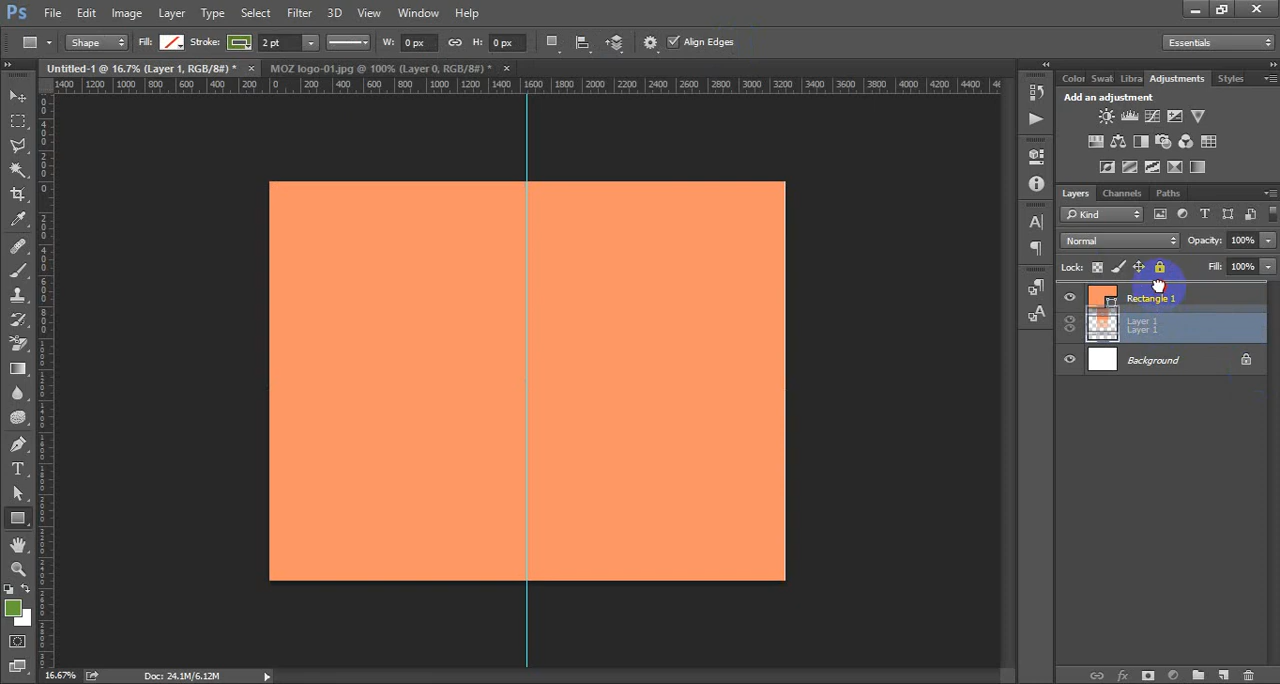 Ps File Edit Image Layer Type Select Filter 3D View Window Help
Shape Fill: Stroke: 2 pt W: 0 px H: 0 px Align Edges Essentials
Untitled-1 @ 16.7% (Layer 1, RGB/8#) * MOZ logo-01.jpg @ 100% (Layer 0, RGB/8#) *
1400 1200 1000 800 600 400 200 0 200 400 600 800 1000 1200 1400 1600 1800 2000 2200 2400 2600 2800 3000 3200 3400 3600 3800 4000 4200 4400
Color Swat Libra Adjustments Styles
Add an adjustment
Layers Channels Paths
Kind
Normal Opacity: 100%
Lock: Fill: 100%
Rectangle 1
Layer 1
Layer 1
Background
16.67% Doc: 24.1M/6.12M